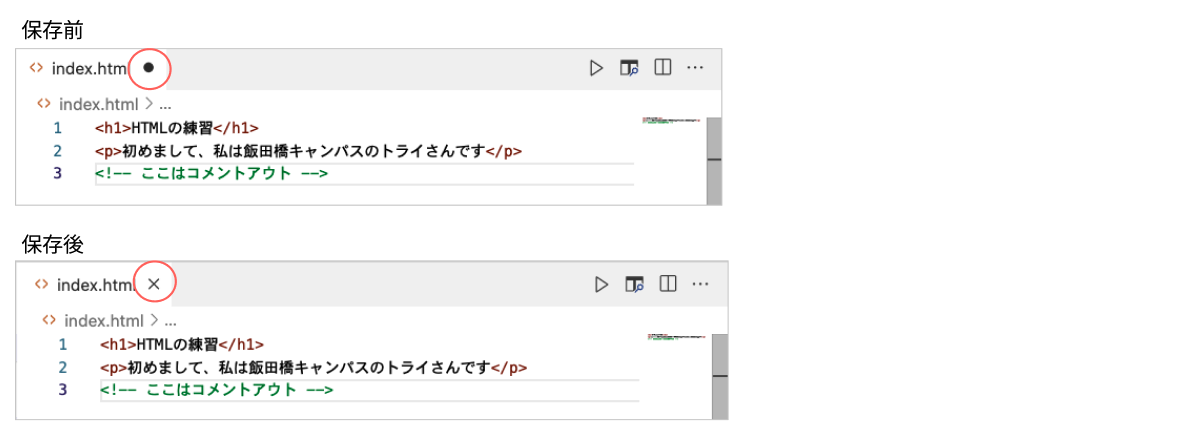 保存前
index.htm
index.html > ...
1 <h1>HTMLの練習</h1>
2 <p>初めまして、私は飯田橋キャンパスのトライさんです</p>
3 <!-- ここはコメントアウト -->
保存後
index.htm
index.html > ...
1 <h1>HTMLの練習</h1>
2 <p>初めまして、私は飯田橋キャンパスのトライさんです</p>
3 <!-- ここはコメントアウト -->